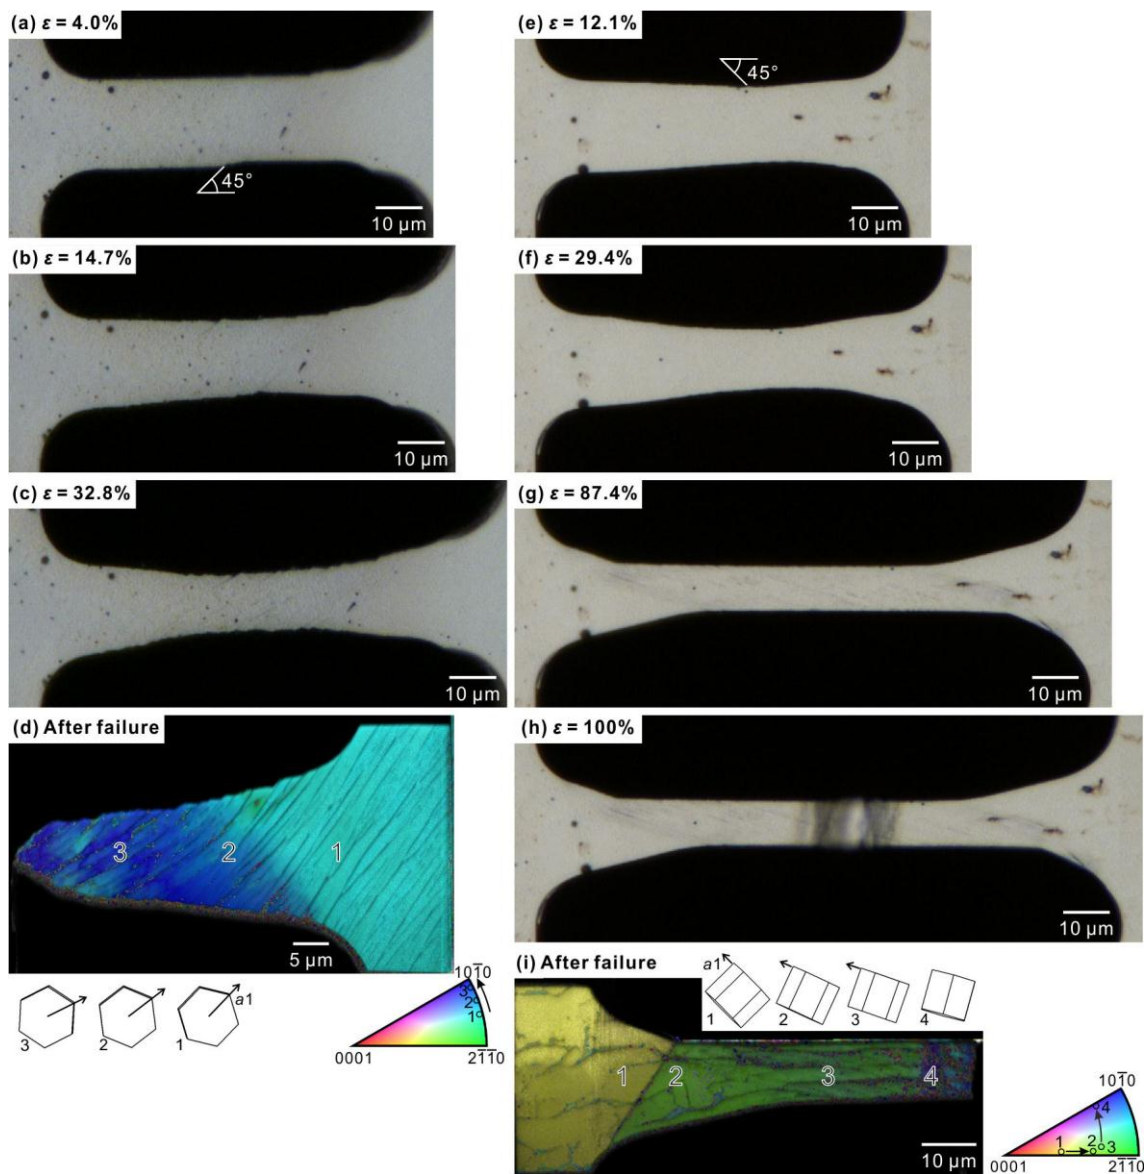 (a) ε = 4.0%
45°
10 µm
(b) ε = 14.7%
10 µm
(c) ε = 32.8%
10 µm
(d) After failure
3
2
1
5 µm
3
2
1
a1
101̄0
3
2
1
0001
21̄1̄0
(e) ε = 12.1%
45°
10 µm
(f) ε = 29.4%
10 µm
(g) ε = 87.4%
10 µm
(h) ε = 100%
10 µm
(i) After failure
a1
1
2
3
4
1
2
3
4
10 µm
101̄0
4
1
2
3
0001
21̄1̄0